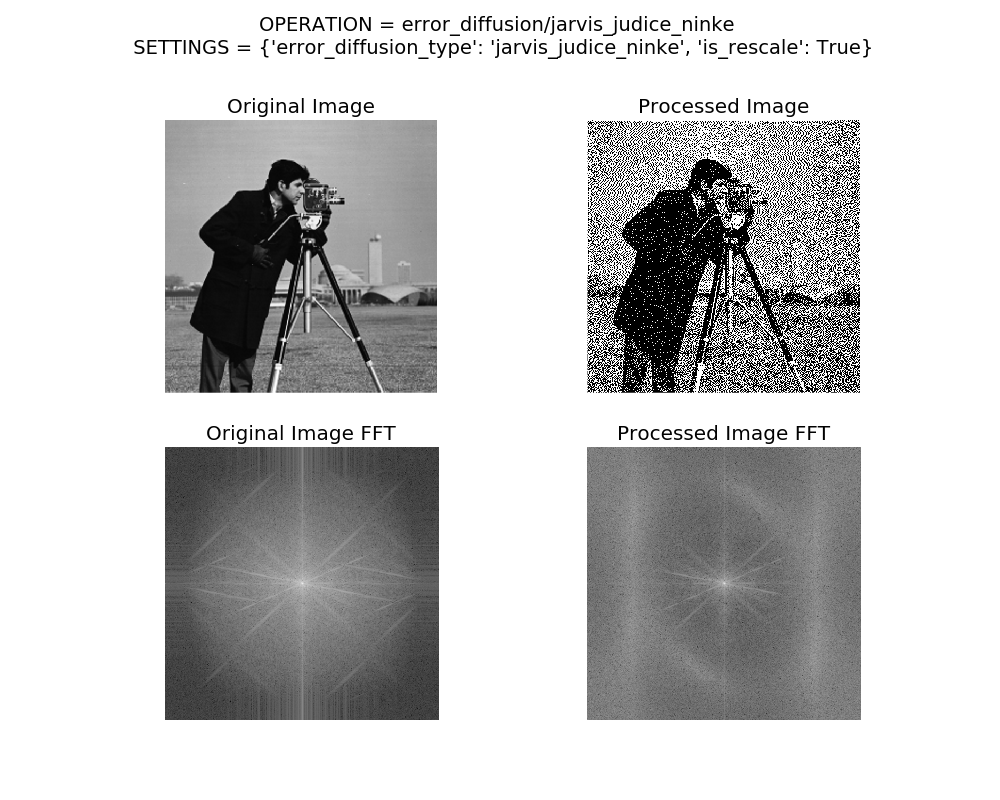 OPERATION = error_diffusion/jarvis_judice_ninke
SETTINGS = {'error_diffusion_type': 'jarvis_judice_ninke', 'is_rescale': True}
Original Image
Processed Image
Original Image FFT
Processed Image FFT